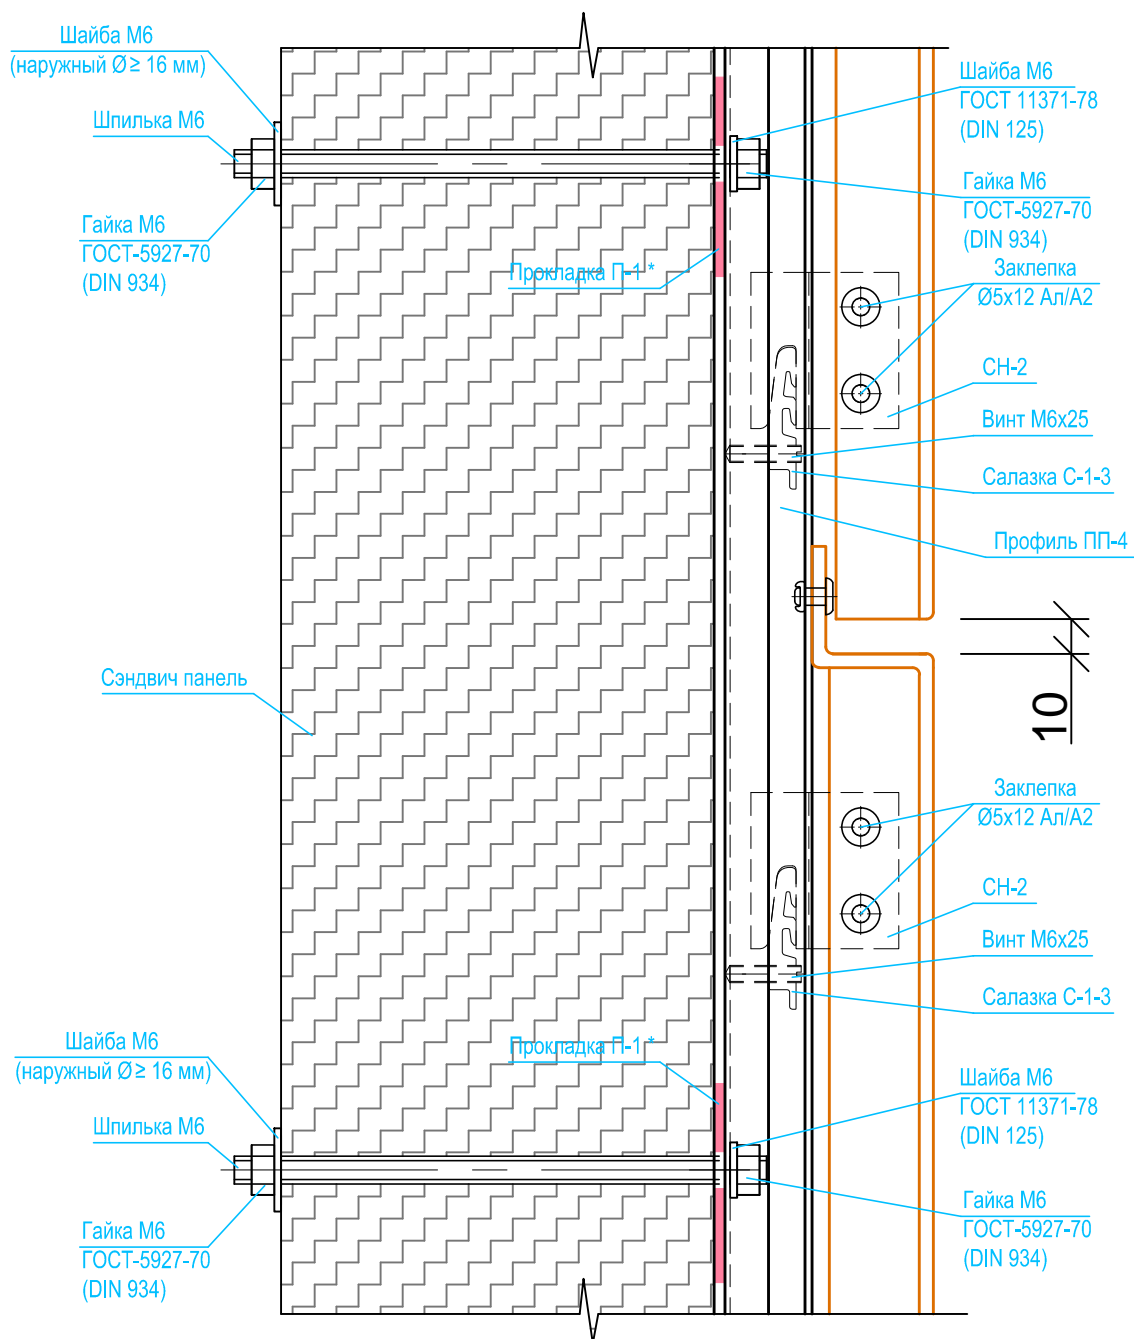 Шайба М6
(наружный Ø ≥ 16 мм)
Шпилька М6
Гайка М6
ГОСТ-5927-70
(DIN 934)
Шайба М6
ГОСТ 11371-78
(DIN 125)
Гайка М6
ГОСТ-5927-70
(DIN 934)
Прокладка П-1 *
Заклепка
Ø5х12 Ал/А2
СН-2
Винт М6х25
Салазка С-1-3
Профиль ПП-4
10
Сэндвич панель
Заклепка
Ø5х12 Ал/А2
СН-2
Винт М6х25
Салазка С-1-3
Прокладка П-1 *
Шайба М6
(наружный Ø ≥ 16 мм)
Шпилька М6
Гайка М6
ГОСТ-5927-70
(DIN 934)
Шайба М6
ГОСТ 11371-78
(DIN 125)
Гайка М6
ГОСТ-5927-70
(DIN 934)